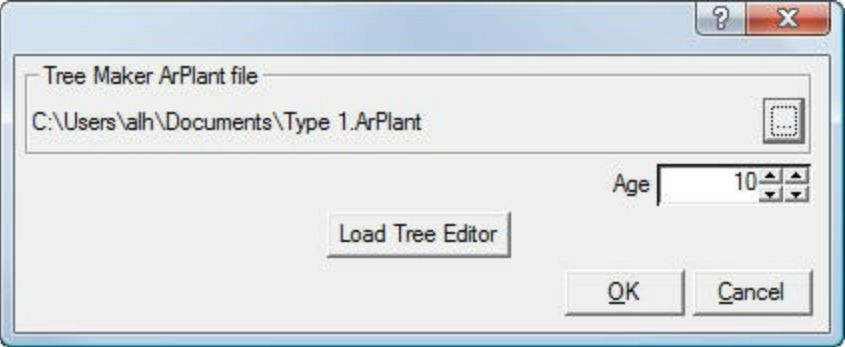 ?
Tree Maker ArPlant file
C:\Users\alh\Documents\Type 1.ArPlant
...
Age 10
Load Tree Editor
OK Cancel